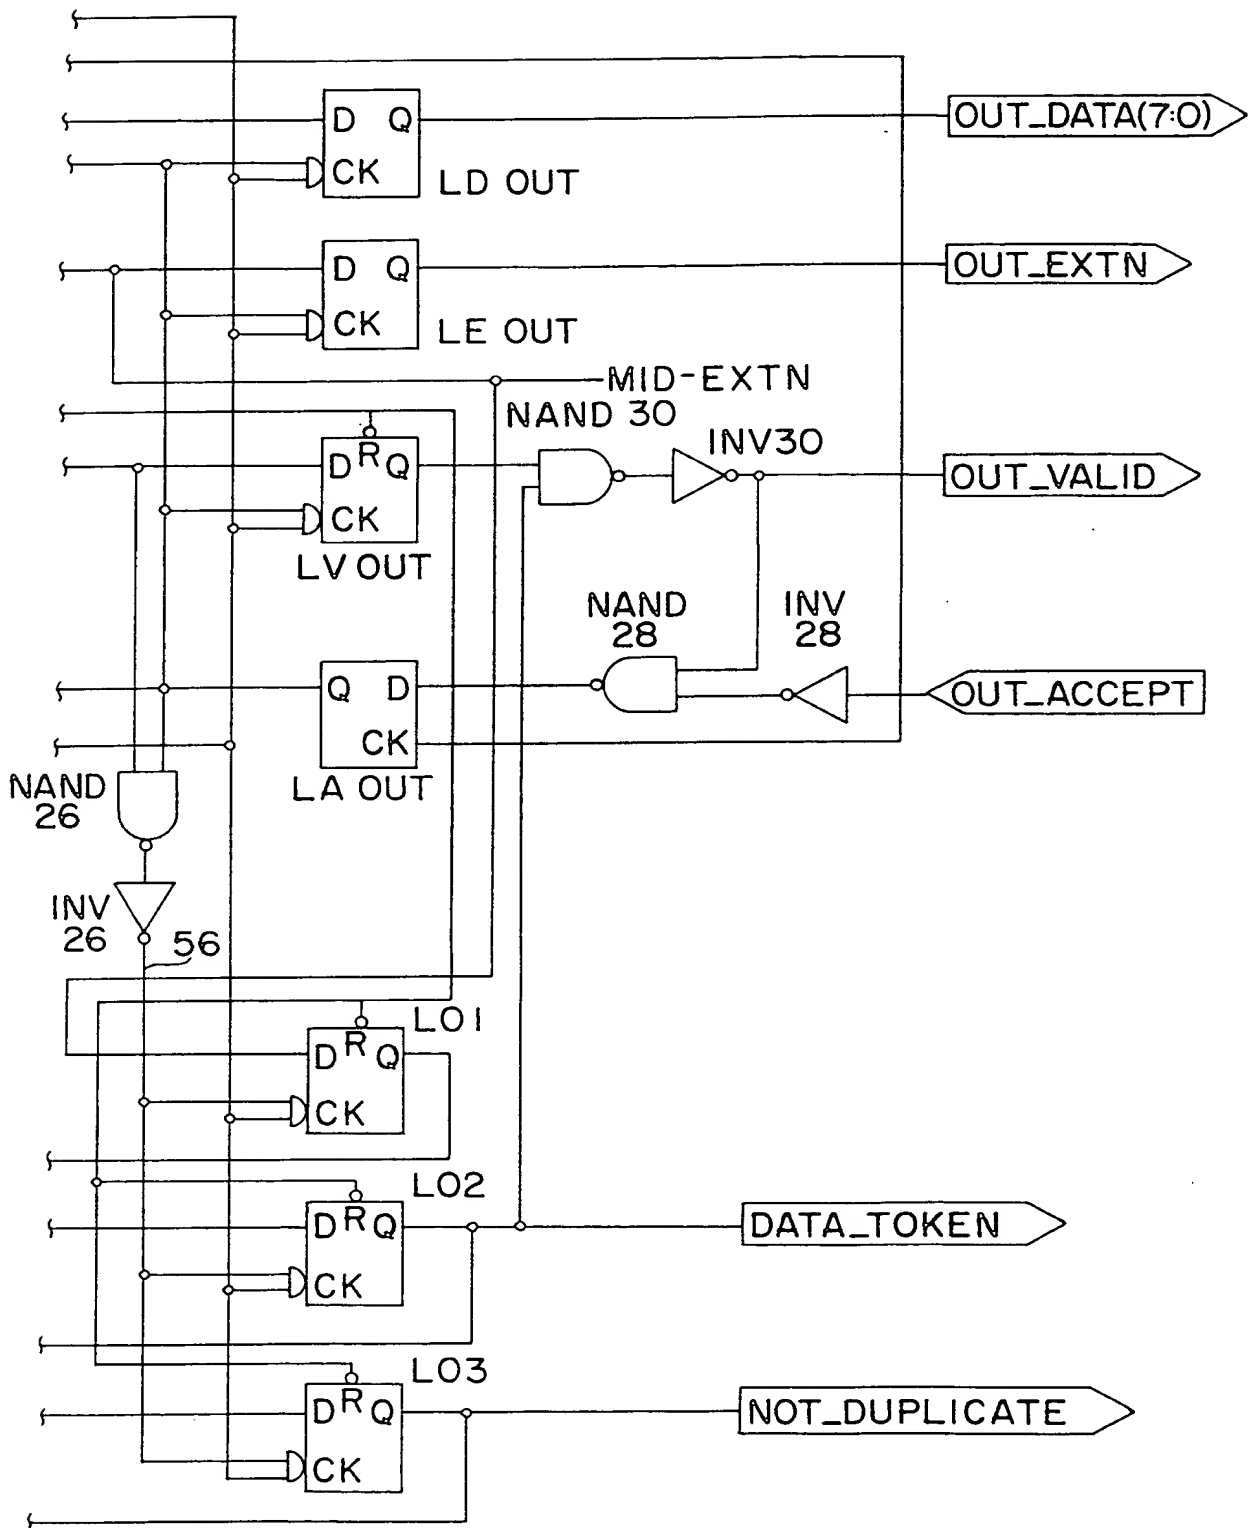 D Q
OUT_DATA(7:0)
CK
LD OUT
D Q
OUT_EXTN
CK
LE OUT
MID-EXTN
NAND 30
INV30
D R Q
OUT_VALID
CK
LV OUT
NAND
28
INV
28
Q D
OUT_ACCEPT
CK
LA OUT
NAND
26
INV
26
56
LO1
D R Q
CK
LO2
D R Q
DATA_TOKEN
CK
LO3
D R Q
NOT_DUPLICATE
CK